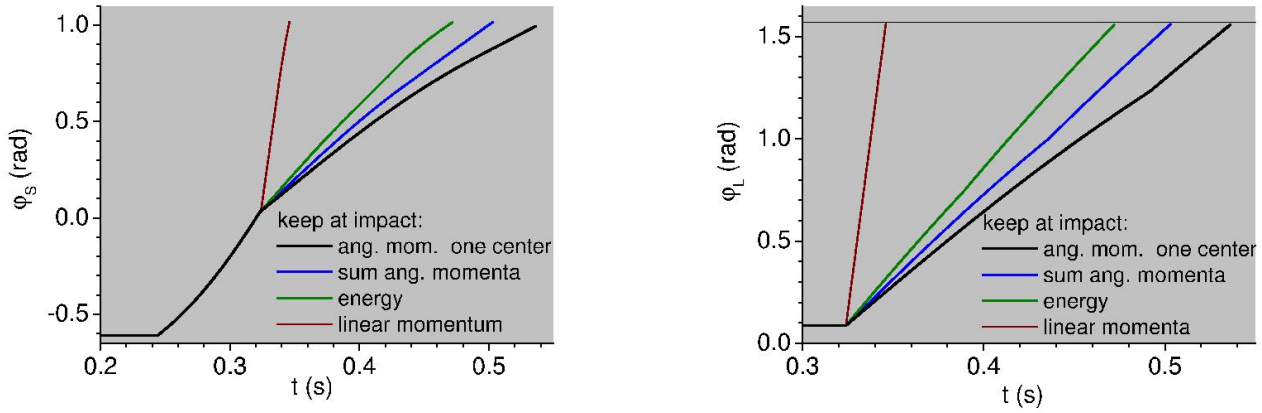 1.0
0.5
0.0
-0.5
φS (rad)
keep at impact:
ang. mom. one center
sum ang. momenta
energy
linear momentum
0.2 0.3 0.4 0.5
t (s)
1.5
1.0
0.5
0.0
φL (rad)
keep at impact:
ang. mom. one center
sum ang. momenta
energy
linear momenta
0.3 0.4 0.5
t (s)